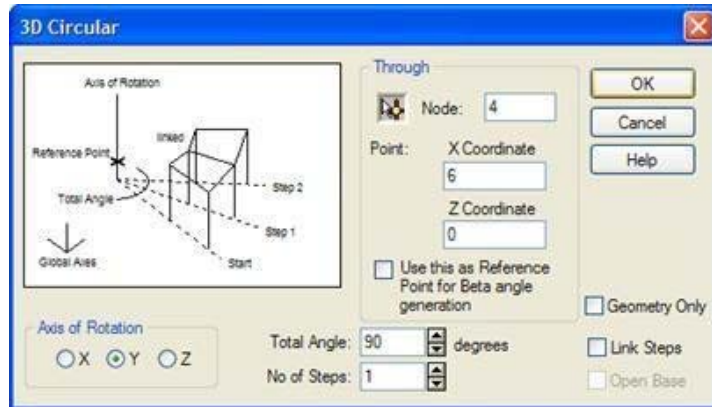 3D Circular
Axis of Rotation
Reference Point
linked
Total Angle
Step 2
Step 1
Start
Global Axes
Through
Node: 4
Point: X Coordinate
6
Z Coordinate
0
Use this as Reference
Point for Beta angle
generation
OK
Cancel
Help
Axis of Rotation
X Y Z
Total Angle: 90 degrees
No of Steps: 1
Geometry Only
Link Steps
Open Base